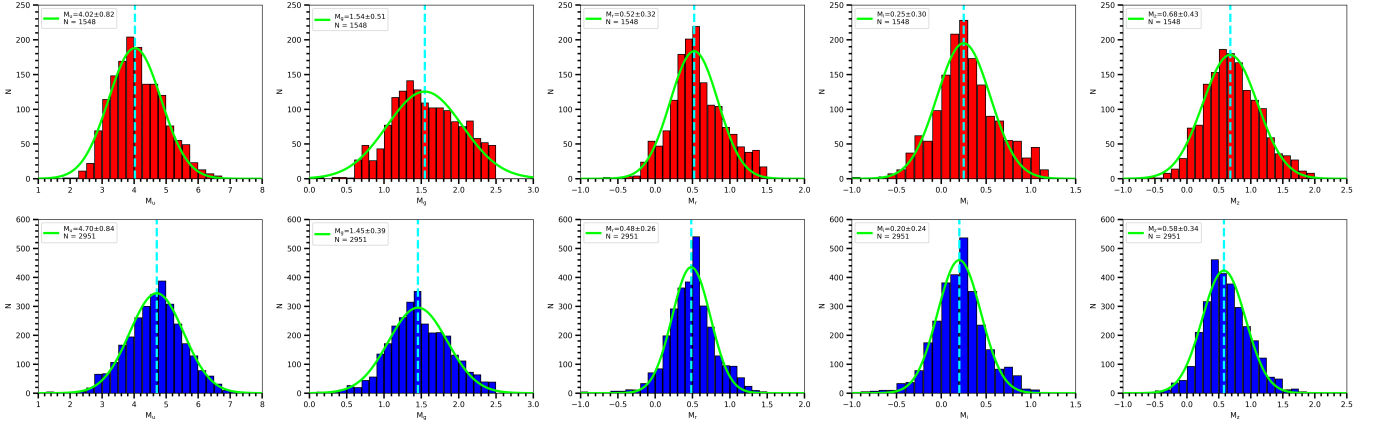 250
200
150
100
50
0
N
M_u=4.02±0.82
N = 1548
1 2 3 4 5 6 7 8
M_u
250
200
150
100
50
0
N
M_g=1.54±0.51
N = 1548
0.0 0.5 1.0 1.5 2.0 2.5 3.0
M_g
250
200
150
100
50
0
N
M_r=0.52±0.32
N = 1548
−1.0 −0.5 0.0 0.5 1.0 1.5 2.0
M_r
250
200
150
100
50
0
N
M_i=0.25±0.30
N = 1548
−1.0 −0.5 0.0 0.5 1.0 1.5
M_i
250
200
150
100
50
0
N
M_z=0.68±0.43
N = 1548
−1.0 −0.5 0.0 0.5 1.0 1.5 2.0 2.5
M_z
600
500
400
300
200
100
0
N
M_u=4.70±0.84
N = 2951
1 2 3 4 5 6 7 8
M_u
600
500
400
300
200
100
0
N
M_g=1.45±0.39
N = 2951
0.0 0.5 1.0 1.5 2.0 2.5 3.0
M_g
600
500
400
300
200
100
0
N
M_r=0.48±0.26
N = 2951
−1.0 −0.5 0.0 0.5 1.0 1.5 2.0
M_r
600
500
400
300
200
100
0
N
M_i=0.20±0.24
N = 2951
−1.0 −0.5 0.0 0.5 1.0 1.5
M_i
600
500
400
300
200
100
0
N
M_z=0.58±0.34
N = 2951
−1.0 −0.5 0.0 0.5 1.0 1.5 2.0 2.5
M_z